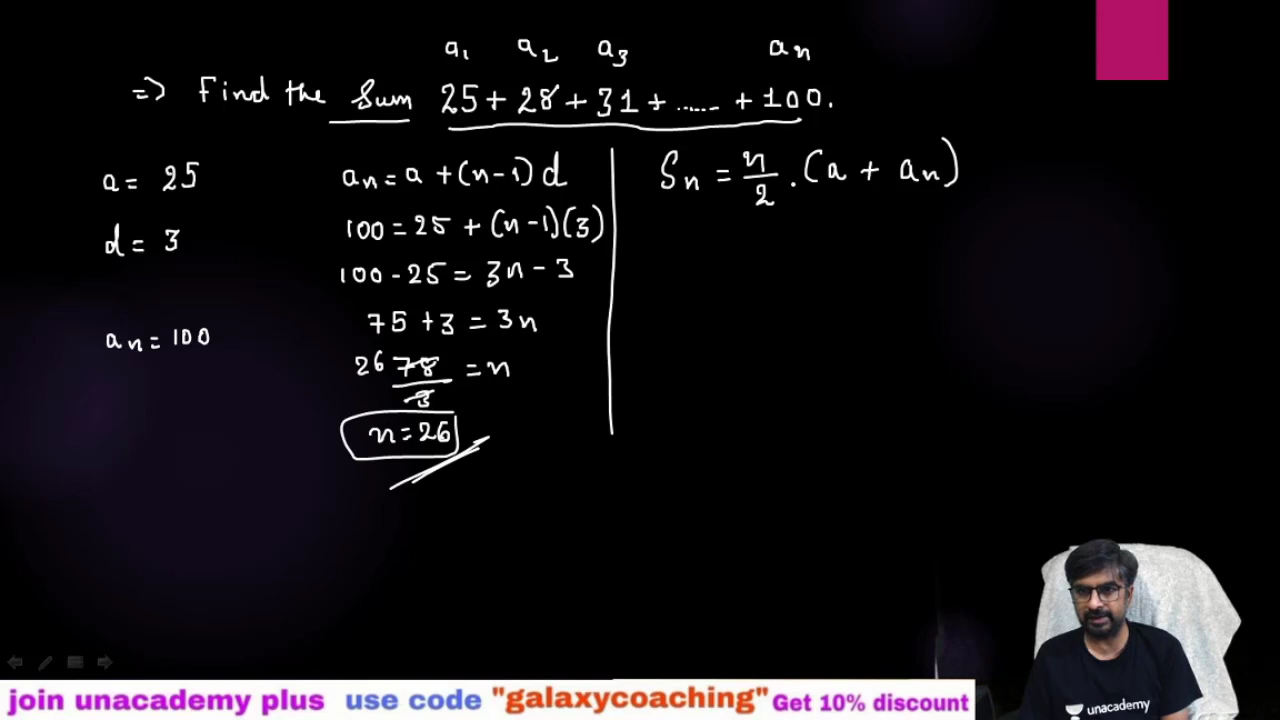 a₁ a₂ a₃ aₙ
=> Find the Sum 25 + 28 + 31 + ...... + 100.
a = 25
d = 3
aₙ = 100
aₙ = a + (n-1) d
100 = 25 + (n-1)(3)
100 - 25 = 3n - 3
75 + 3 = 3n
26 78/3 = n
n = 26
Sₙ = n/2 . (a + aₙ)
unacademy
join unacademy plus use code "galaxycoaching" Get 10% discount